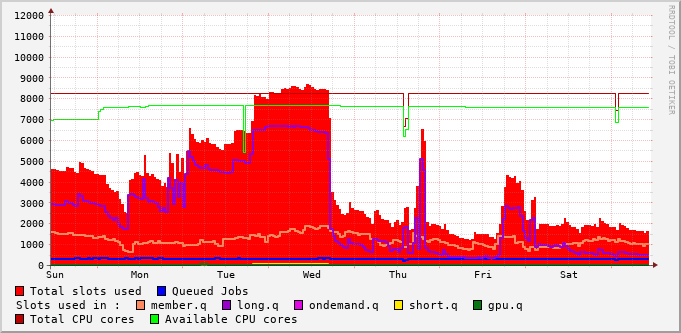 12000
11000
10000
9000
8000
7000
6000
5000
4000
3000
2000
1000
0
Sun Mon Tue Wed Thu Fri Sat
RRDTOOL / TOBI OETIKER
Total slots used Queued Jobs
Slots used in : member.q long.q ondemand.q short.q gpu.q
Total CPU cores Available CPU cores